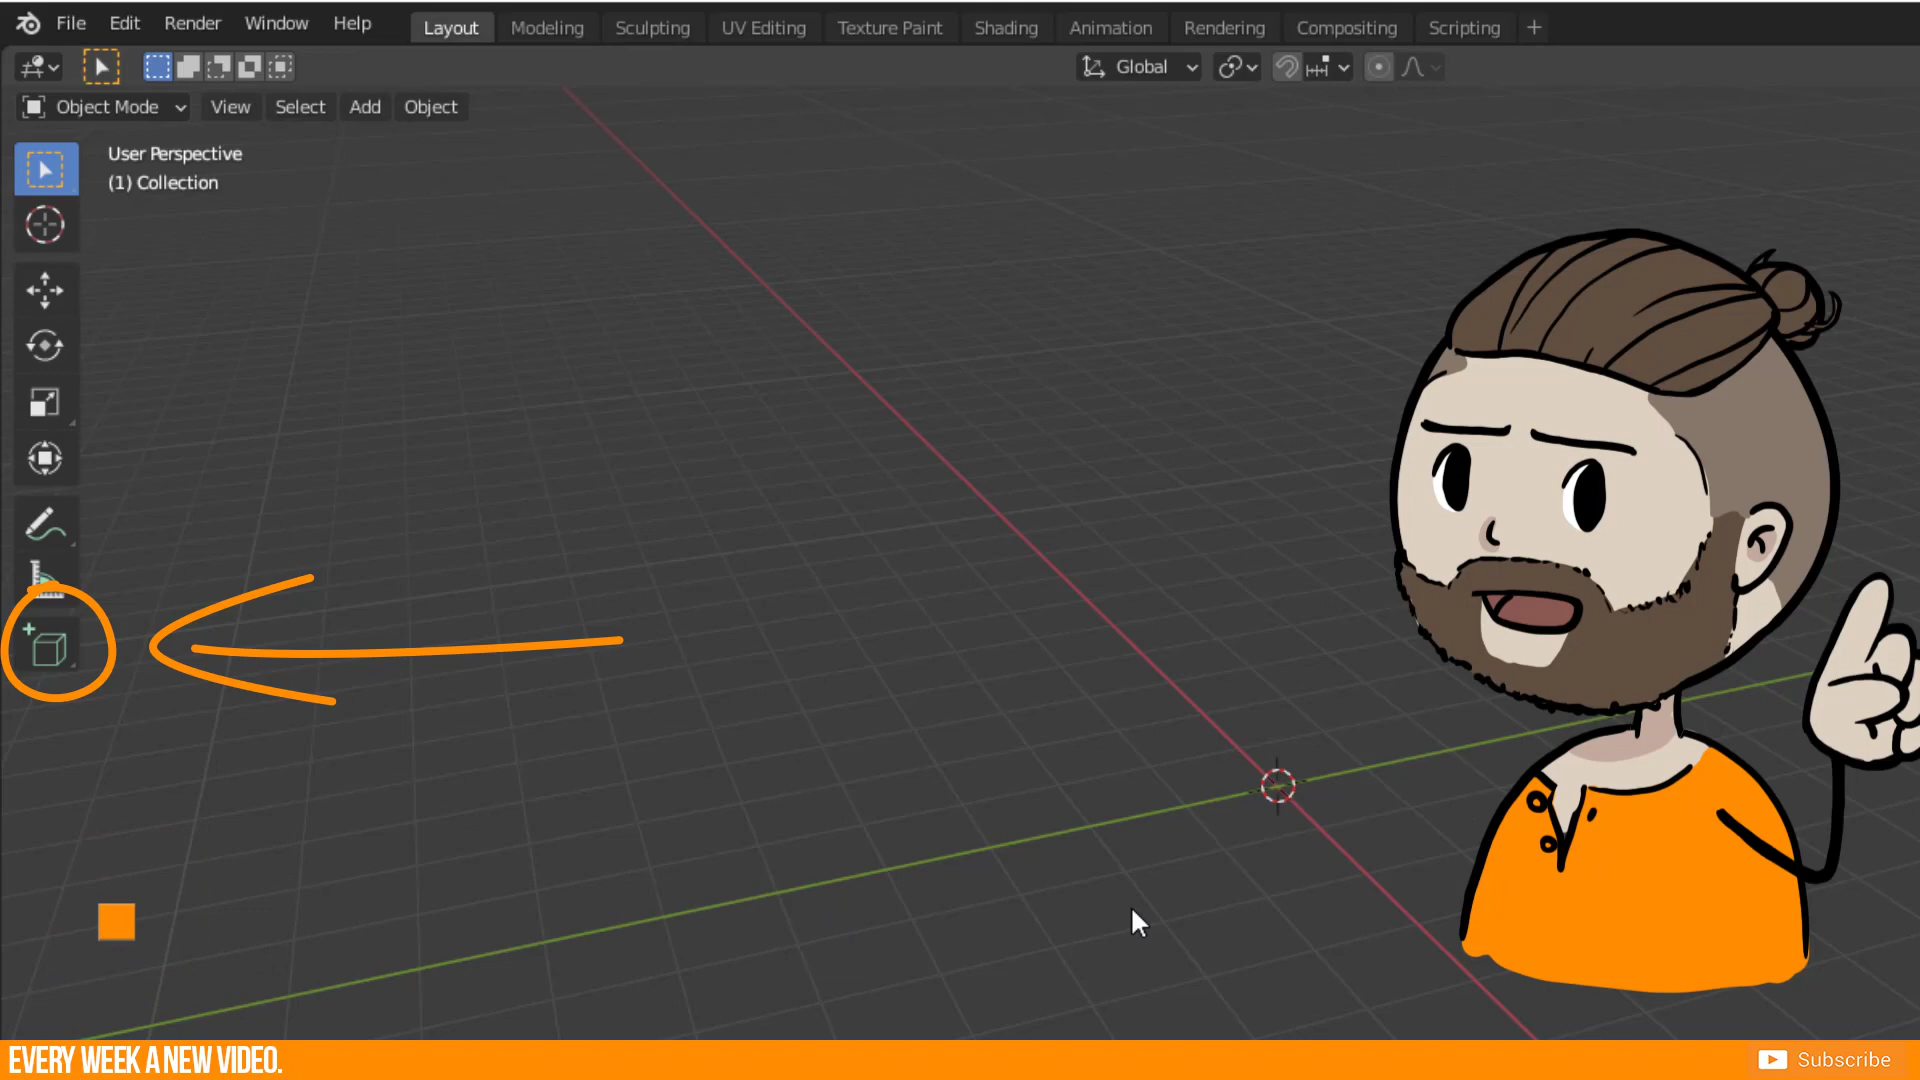 File Edit Render Window Help Layout Modeling Sculpting UV Editing Texture Paint Shading Animation Rendering Compositing Scripting +
Global
Object Mode View Select Add Object
User Perspective
(1) Collection
EVERY WEEK A NEW VIDEO.
Subscribe